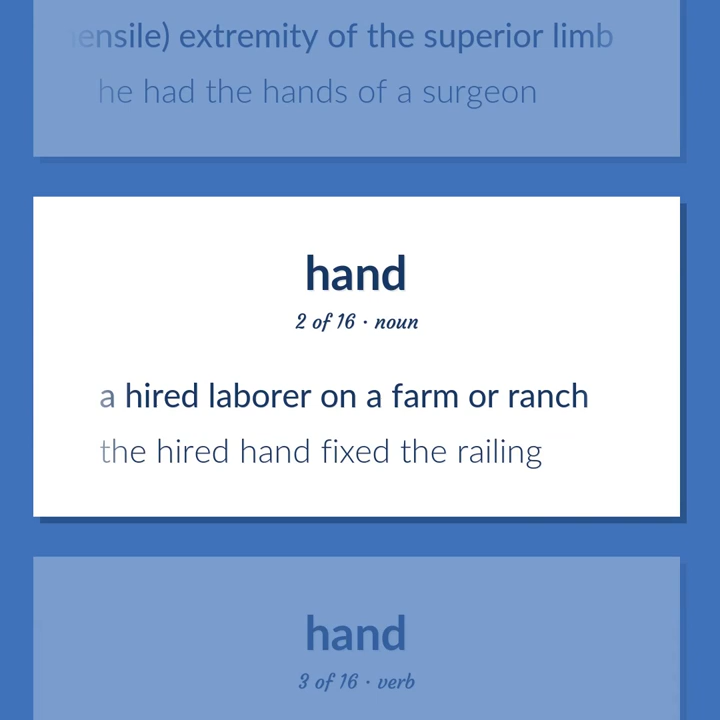 extremity of the superior limb
he had the hands of a surgeon
hand
2 of 16 · noun
a hired laborer on a farm or ranch
the hired hand fixed the railing
hand
3 of 16 · verb